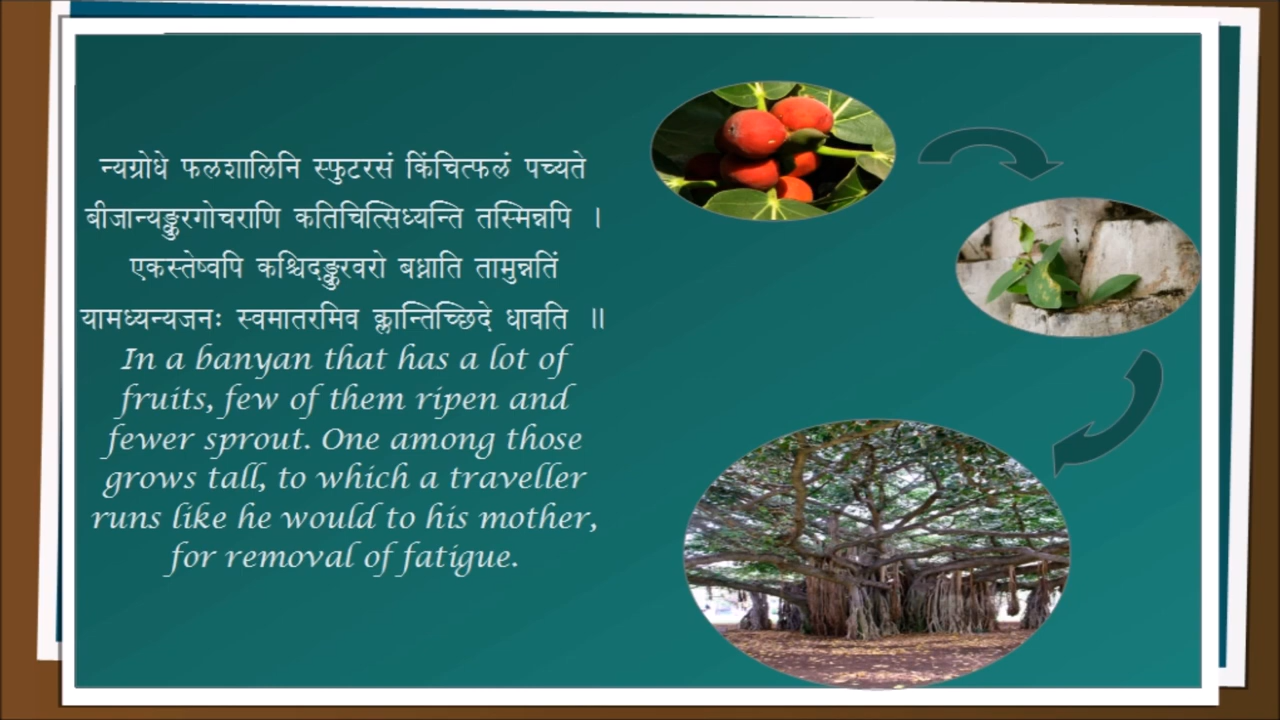 न्यग्रोधे फलशालिनि स्फुटरसं किंचित्फलं पच्यते
बीजान्यङ्कुरगोचराणि कतिचित्सिध्यन्ति तस्मिन्नपि ।
एकस्तेष्वपि कश्चिदङ्कुरवरो बध्नाति तामुन्नतिं
यामध्यन्यजनः स्वमातरमिव क्लान्तिच्छिदे धावति ॥
In a banyan that has a lot of
fruits, few of them ripen and
fewer sprout. One among those
grows tall, to which a traveller
runs like he would to his mother,
for removal of fatigue.